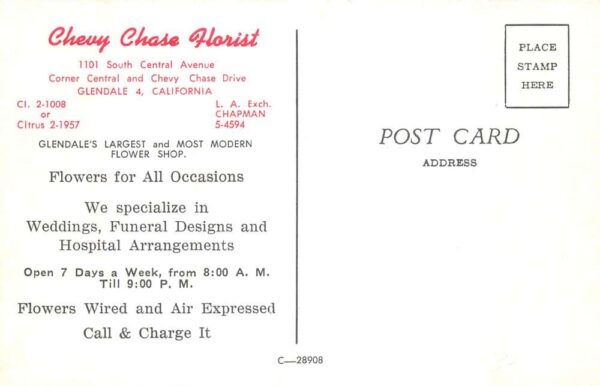 Chevy Chase Florist
1101 South Central Avenue
Corner Central and Chevy Chase Drive
GLENDALE 4, CALIFORNIA
CI. 2-1008
or
CItrus 2-1957
L. A. Exch.
CHAPMAN
5-4594
GLENDALE'S LARGEST and MOST MODERN
FLOWER SHOP.
Flowers for All Occasions
We specialize in
Weddings, Funeral Designs and
Hospital Arrangements
Open 7 Days a Week, from 8:00 A. M.
Till 9:00 P. M.
Flowers Wired and Air Expressed
Call & Charge It
C—28908
POST CARD
ADDRESS
PLACE
STAMP
HERE